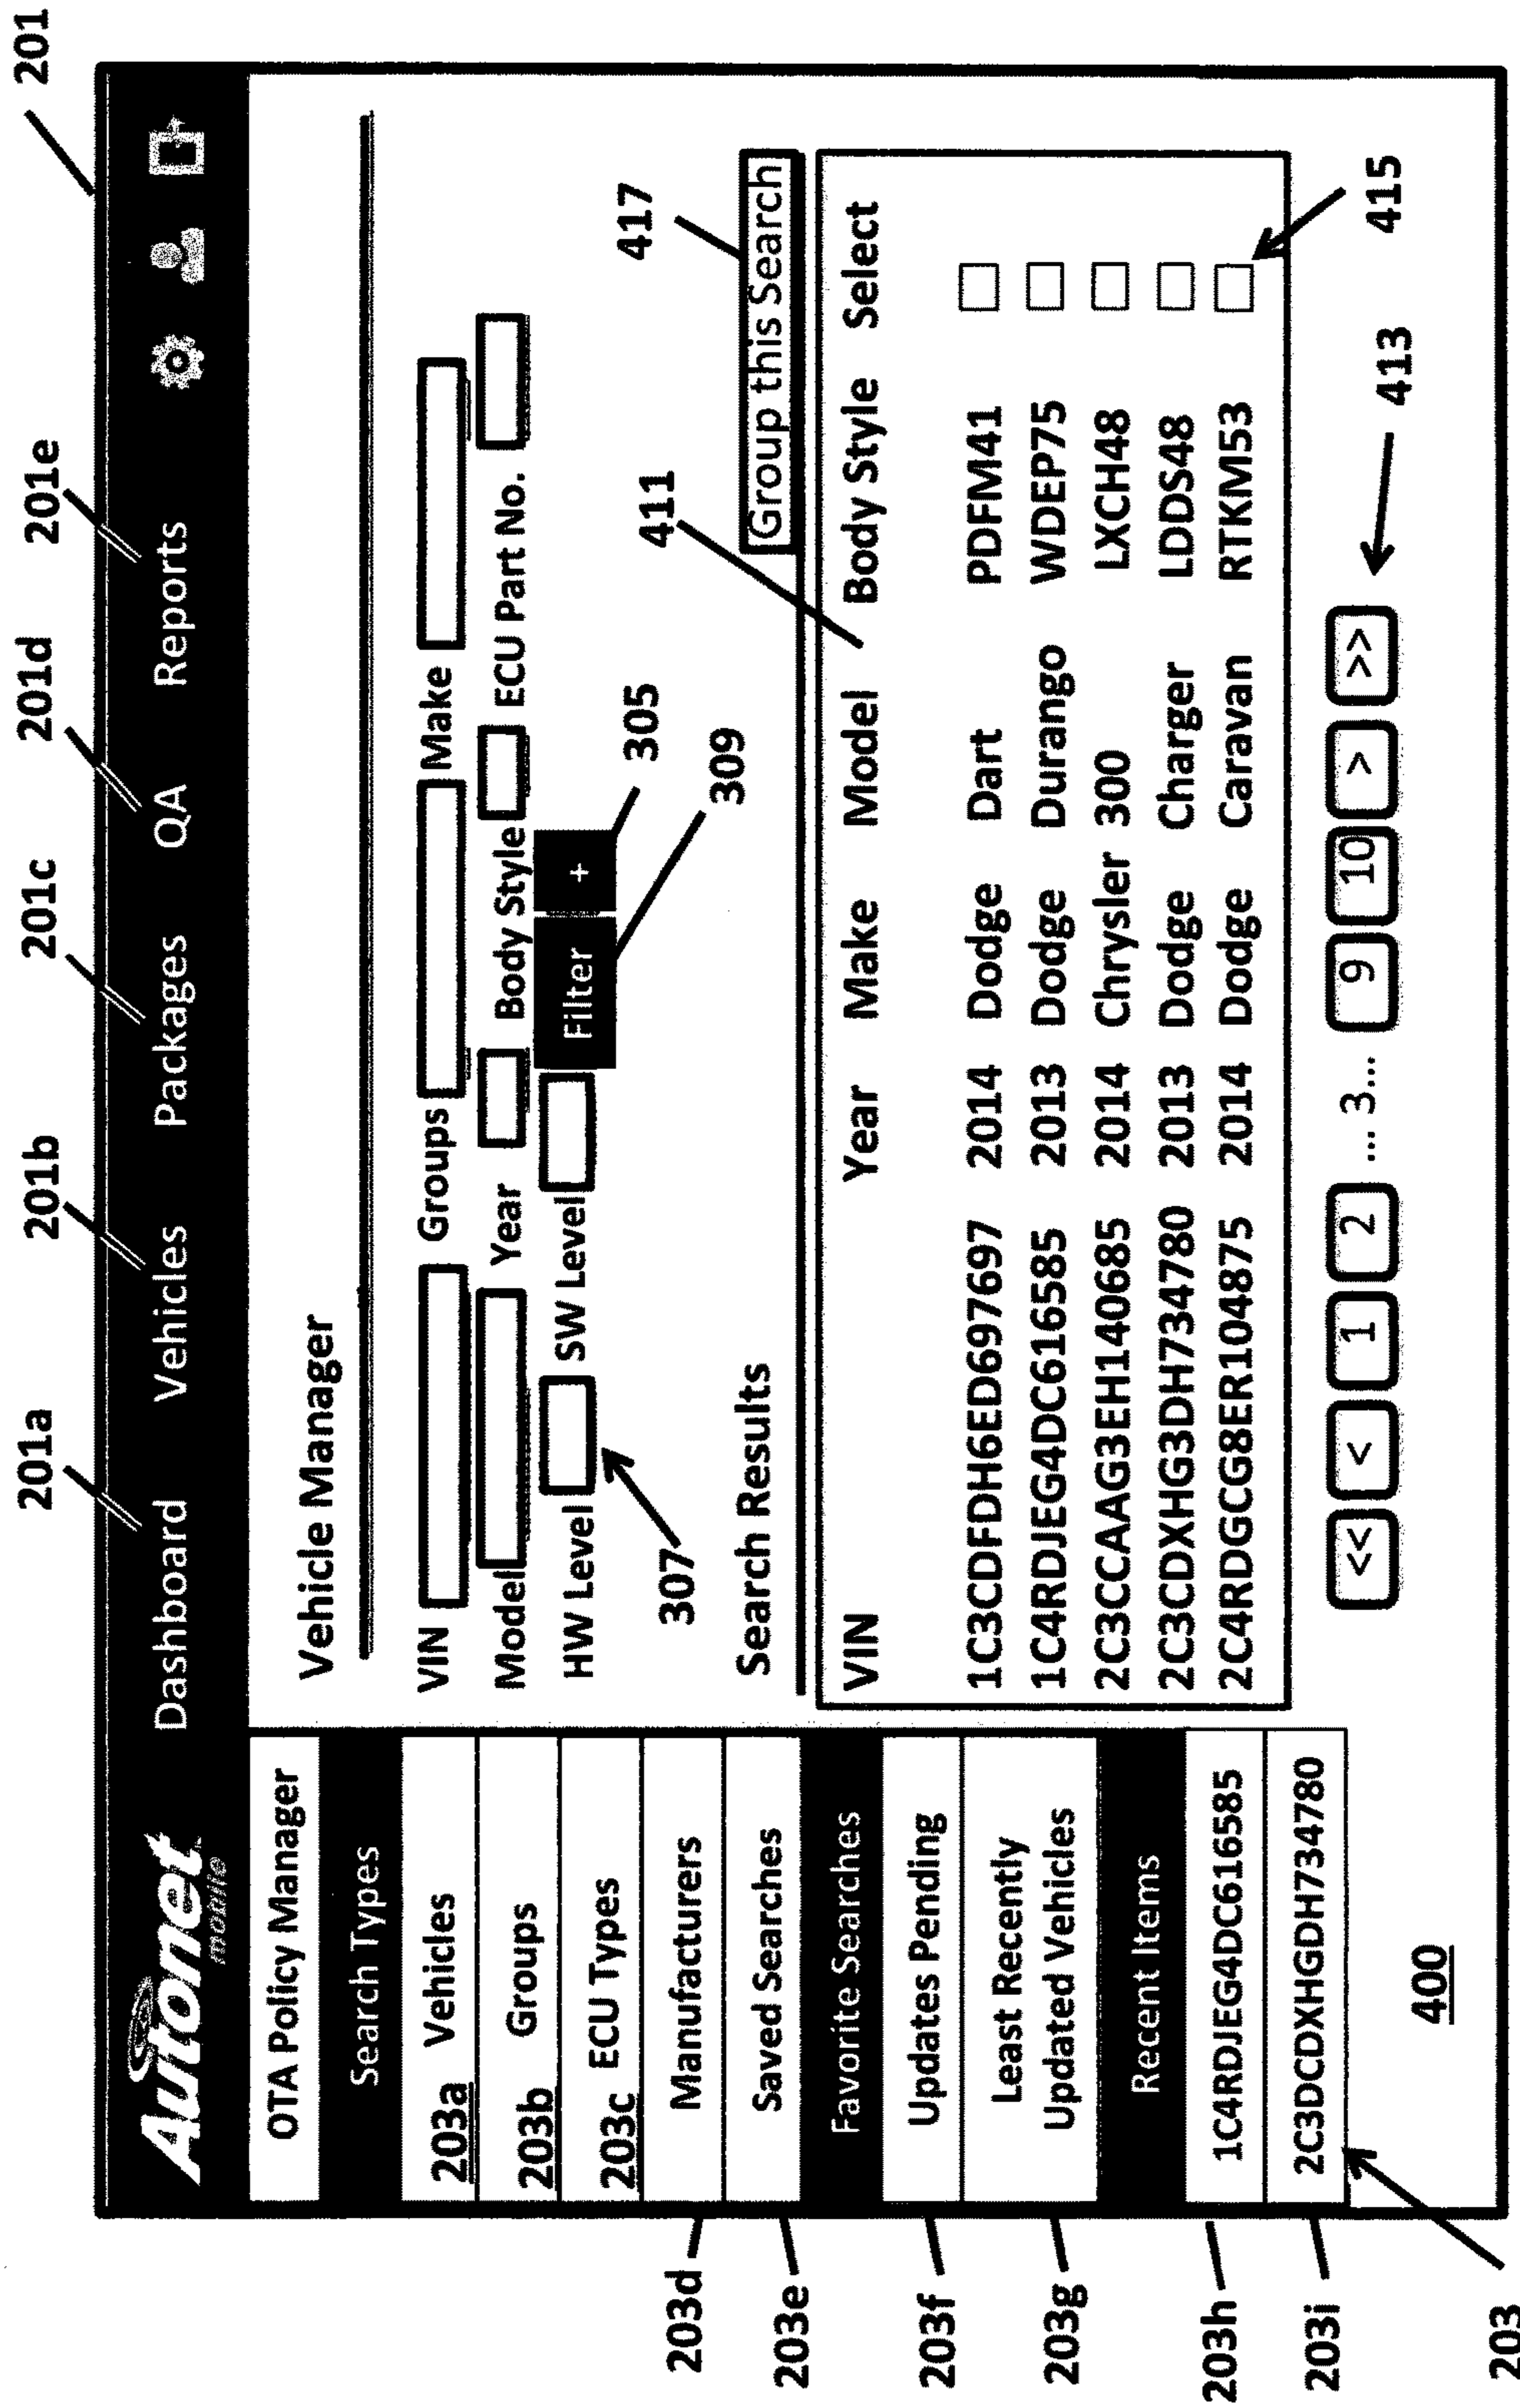 201
201a 201b 201c 201d 201e
Autonet
mobile
Dashboard Vehicles Packages QA Reports
OTA Policy Manager
Search Types
203a Vehicles
203b Groups
203c ECU Types
Manufacturers
Saved Searches
Favorite Searches
Updates Pending
Least Recently
Updated Vehicles
Recent Items
1C4RDJEG4DC616585
2C3DCDXHGDH734780
203d
203e
203f
203g
203h
203i
203
400
Vehicle Manager
VIN Groups Make
Model Year Body Style ECU Part No.
HW Level SW Level Filter +
305
307
309
411
417
Search Results
Group this Search
VIN Year Make Model Body Style Select
1C3CDFDH6ED697697 2014 Dodge Dart PDFM41
1C4RDJEG4DC616585 2013 Dodge Durango WDEP75
2C3CCAAG3EH140685 2014 Chrysler 300 LXCH48
2C3CDXHG3DH734780 2013 Dodge Charger LDDS48
2C4RDGCG8ER104875 2014 Dodge Caravan RTKM53
<< < 1 2 ... 3... 9 10 > >>
413
415